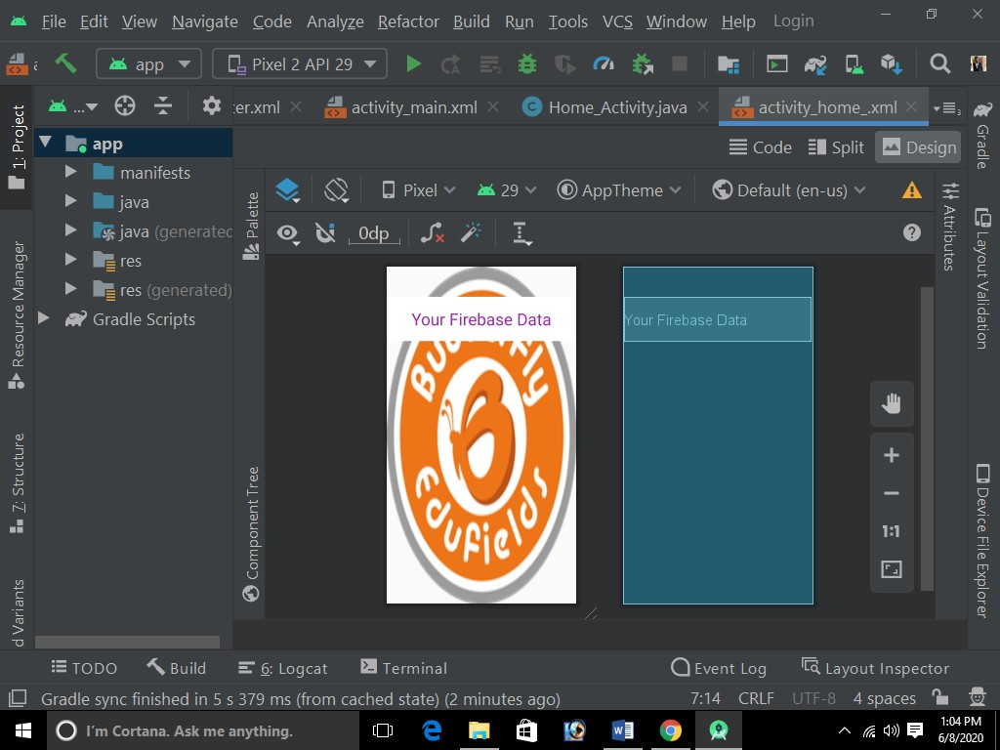 File Edit View Navigate Code Analyze Refactor Build Run Tools VCS Window Help Login
app Pixel 2 API 29
... ter.xml activity_main.xml Home_Activity.java activity_home_.xml
1: Project
Resource Manager
7: Structure
d Variants
app
manifests
java
java (generated
res
res (generated)
Gradle Scripts
Code Split Design
Palette
Component Tree
Pixel 29 AppTheme Default (en-us)
0dp
Your Firebase Data
Butterfly
Edufields
Your Firebase Data
1:1
Attributes
Gradle
Layout Validation
Device File Explorer
TODO Build 6: Logcat Terminal Event Log Layout Inspector
Gradle sync finished in 5 s 379 ms (from cached state) (2 minutes ago) 7:14 CRLF UTF-8 4 spaces
I'm Cortana. Ask me anything.
1:04 PM
6/8/2020